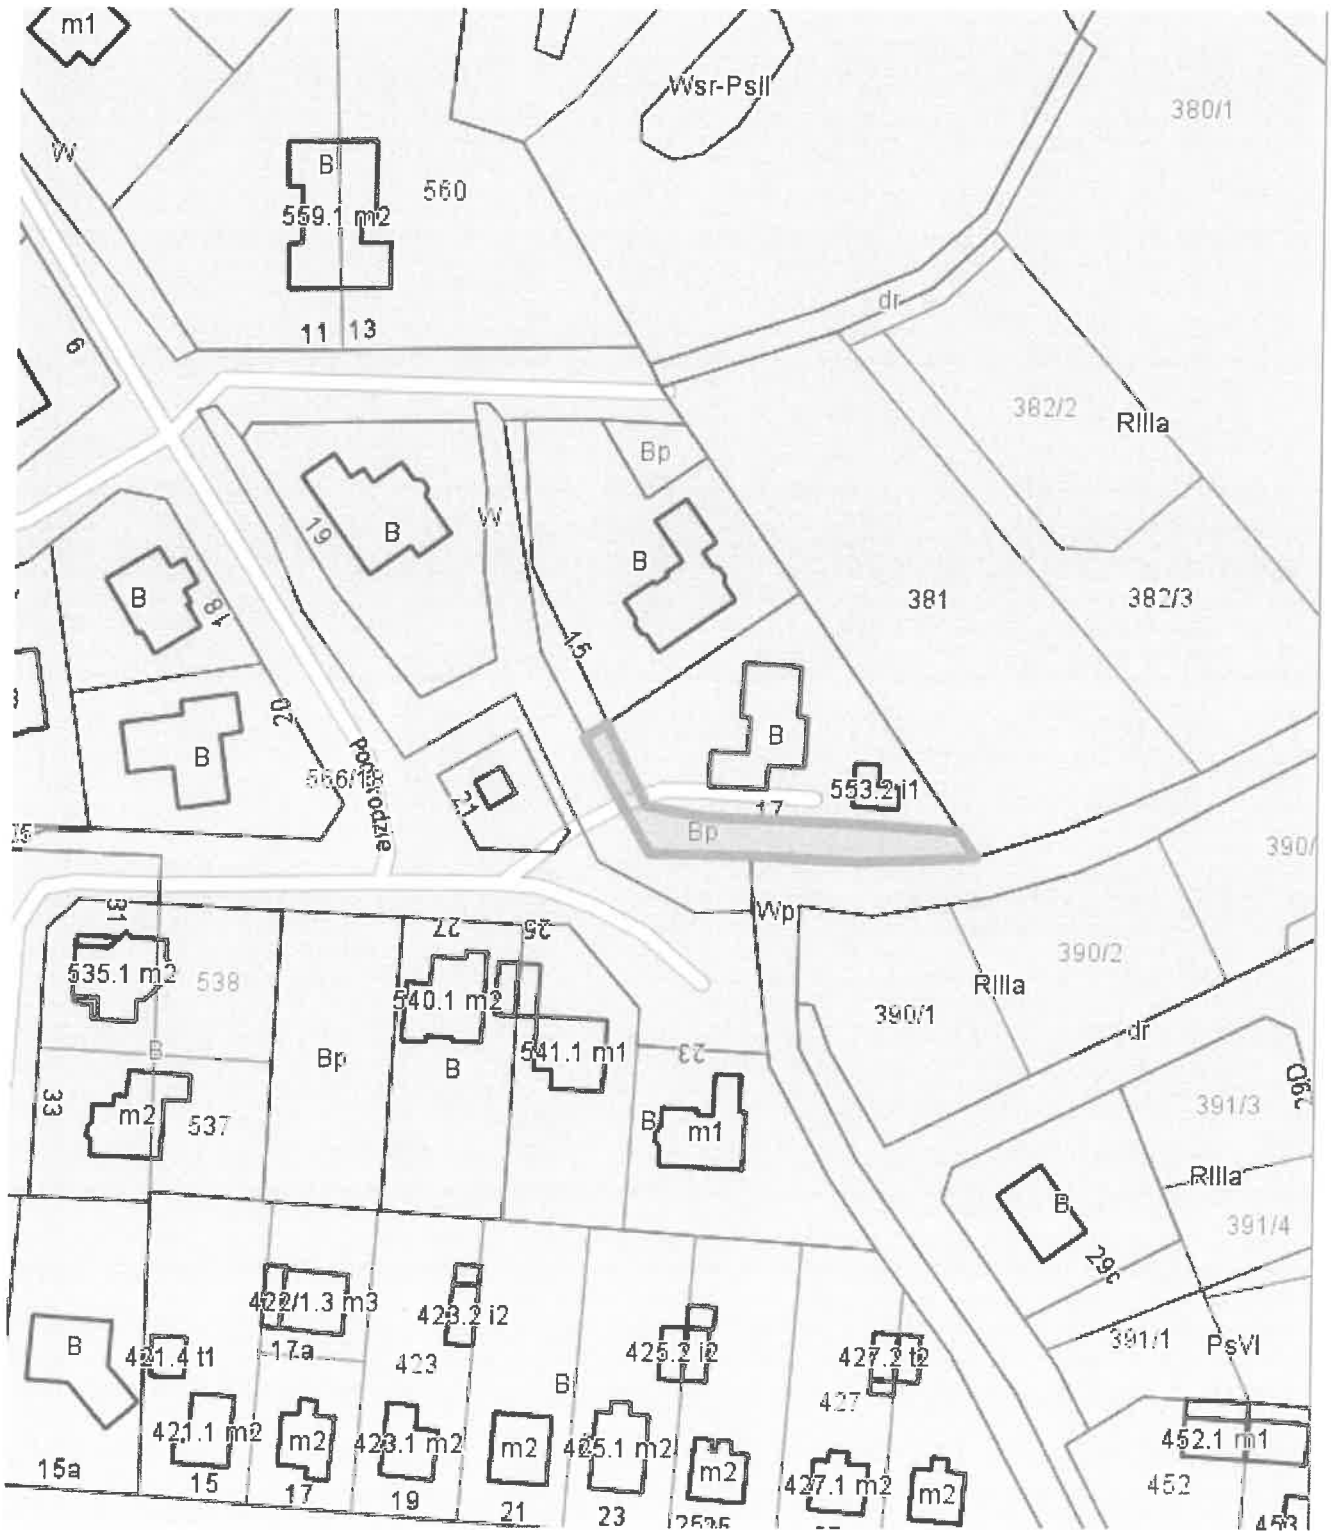 m1
Wsr-PsII
380/1
W
B
560
559.1 m2
11 13
6
dr
382/2
RIIIa
Bp
19
B
W
B
B
18
381
382/3
15
20
B
B
Podgrodzie
21
553.2 i1
17
Bp
390/
Wp
31
27
25
535.1 m2
538
540.1 m2
390/2
RIIIa
390/1
dr
541.1 m1
23
B
Bp
B
33
m2
537
B
m1
391/3
29D
RIIIa
B
391/4
29c
422/1.3 m3
423.2 i2
B
421.4 t1
17a
423
425.2 i2
427.2 t2
391/1
PsVI
B
427
421.1 m2
m2
423.1 m2
m2
425.1 m2
m2
427.1 m2
m2
452.1 m1
452
15a
15
17
19
21
23
453